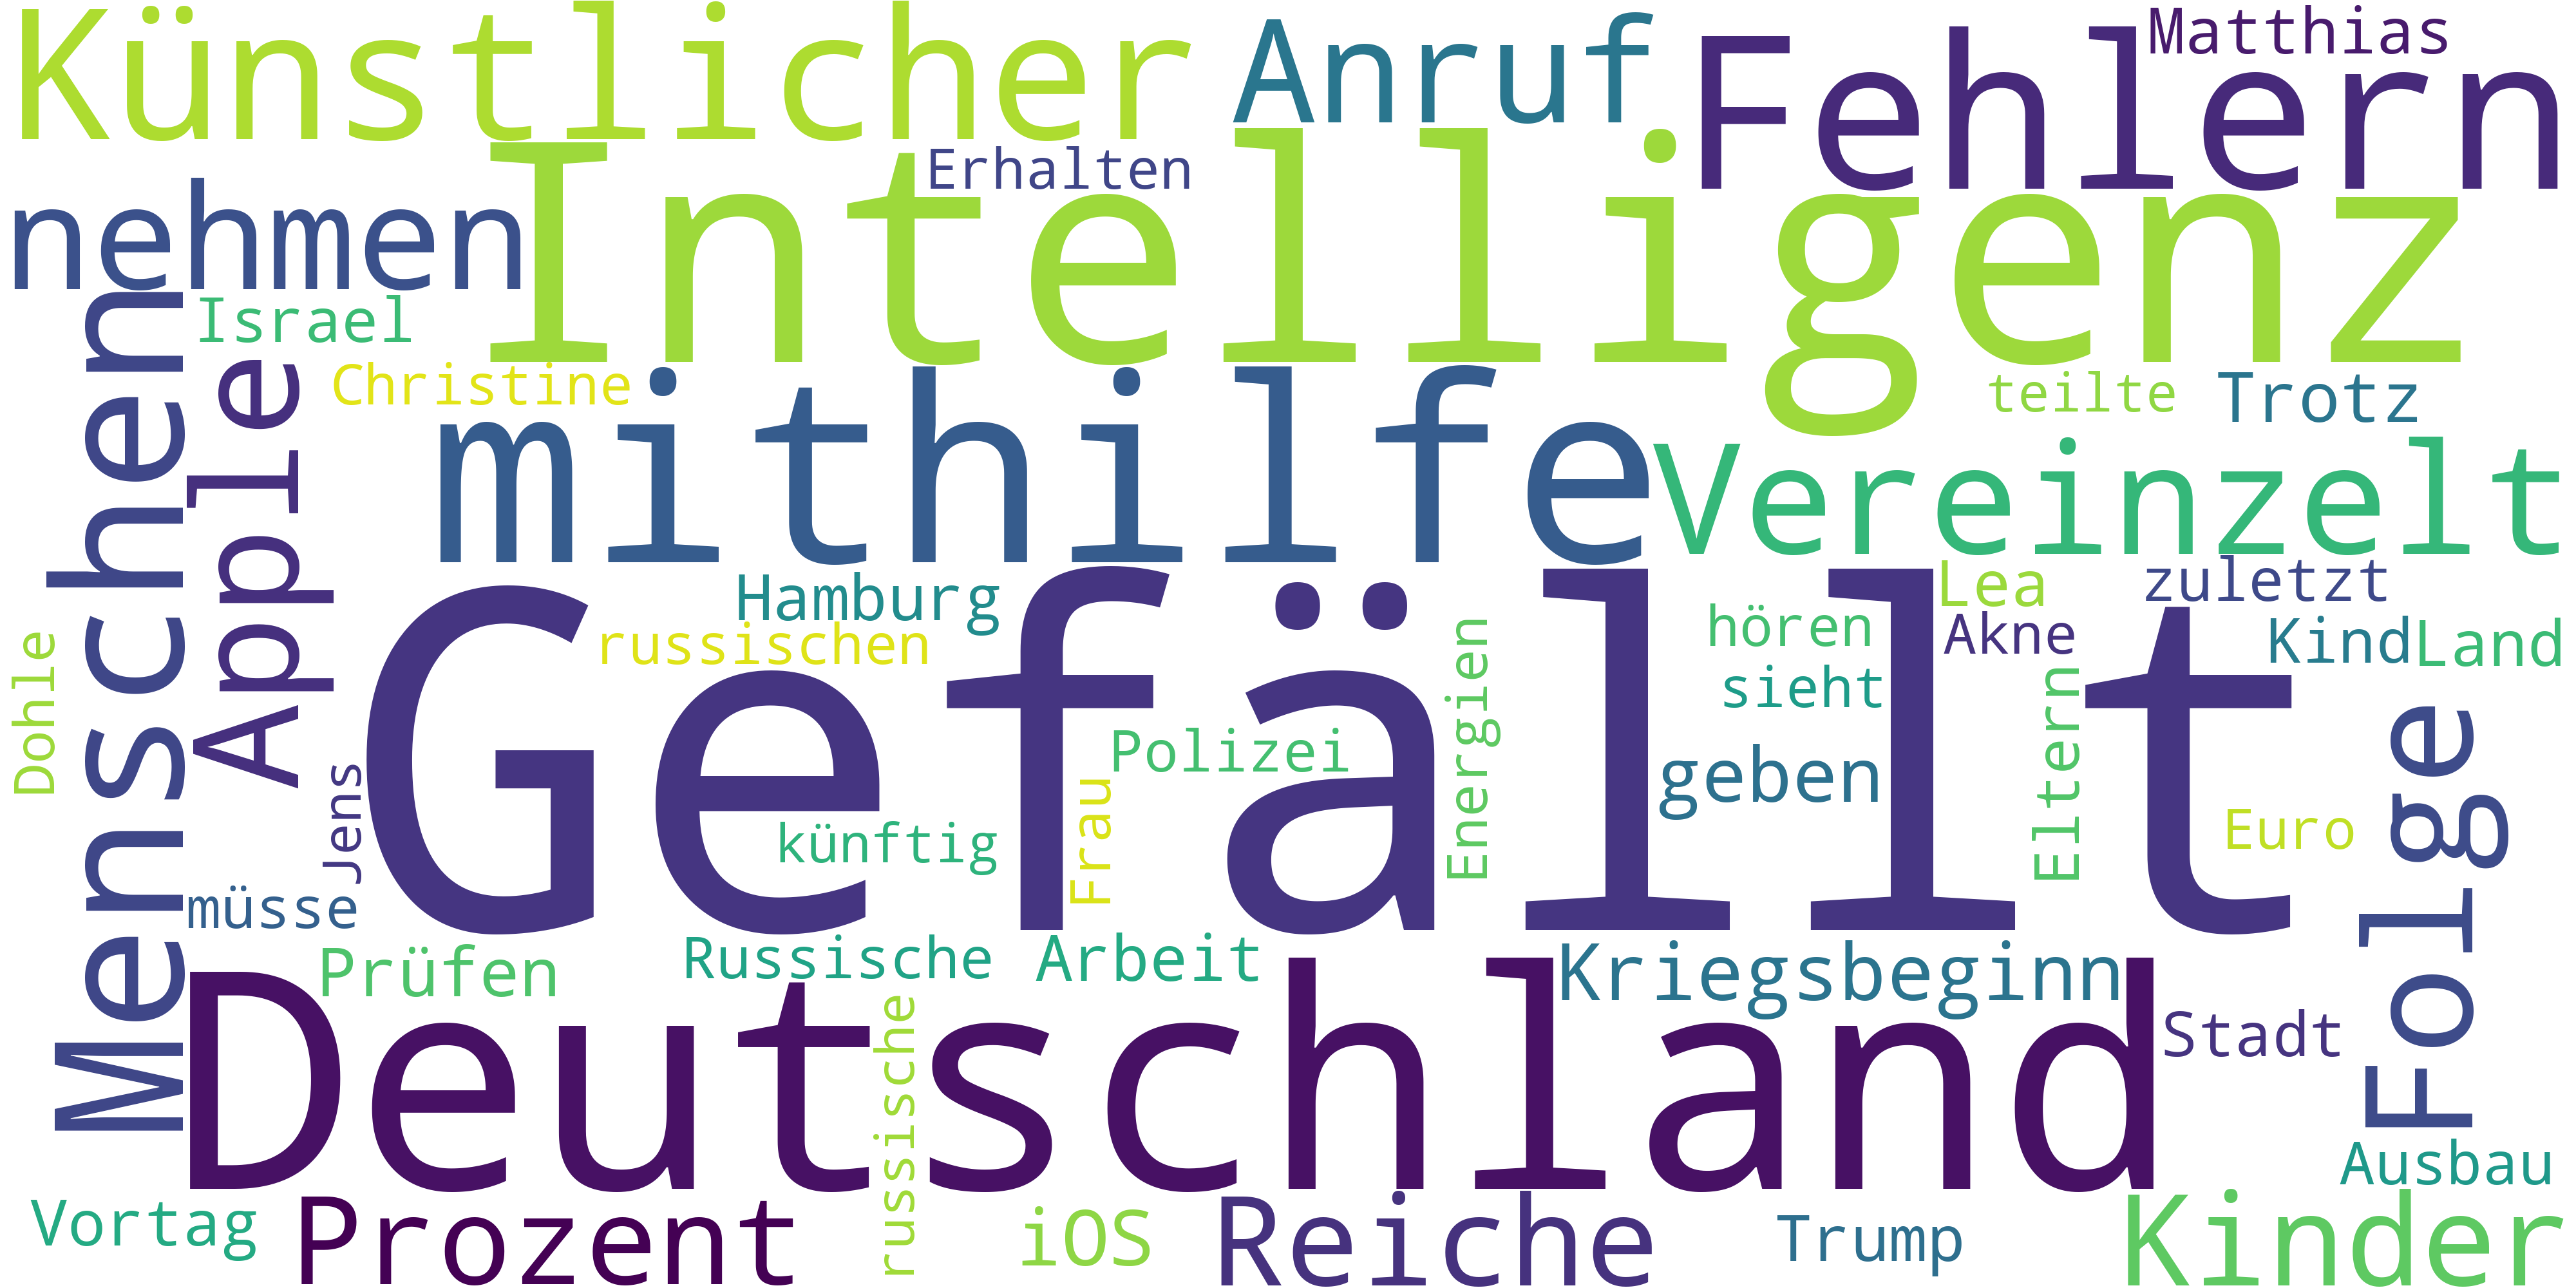 Künstlicher
Anruf
Fehlern
Matthias
Erhalten
nehmen
Intelligenz
Israel
Christine
teilte
Trotz
Menschen
Apple
mithilfe
Vereinzelt
Hamburg
russischen
Lea
zuletzt
hören
Akne
Kind
Land
Dohle
Gefällt
sieht
Energien
Eltern
Polizei
geben
Jens
künftig
Frau
Euro
Folge
müsse
Prüfen
Russische
Arbeit
Kriegsbeginn
Deutschland
russische
Stadt
Ausbau
Vortag
Prozent
iOS
Reiche
Trump
Kinder